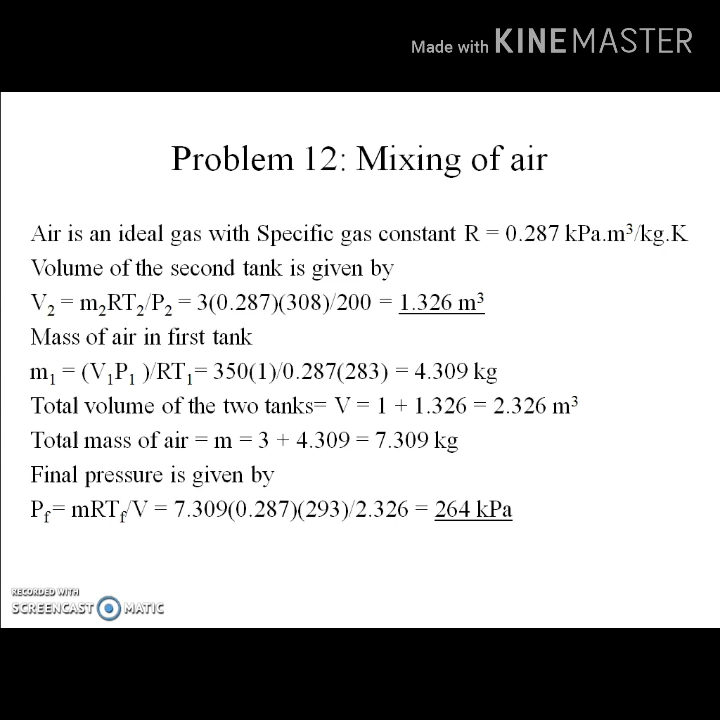 Made with KINEMASTER
Problem 12: Mixing of air
Air is an ideal gas with Specific gas constant R = 0.287 kPa.m³/kg.K
Volume of the second tank is given by
V₂ = m₂RT₂/P₂ = 3(0.287)(308)/200 = 1.326 m³
Mass of air in first tank
m₁ = (V₁P₁ )/RT₁= 350(1)/0.287(283) = 4.309 kg
Total volume of the two tanks= V = 1 + 1.326 = 2.326 m³
Total mass of air = m = 3 + 4.309 = 7.309 kg
Final pressure is given by
P_f= mRT_f/V = 7.309(0.287)(293)/2.326 = 264 kPa
RECORDED WITH
SCREENCAST MATIC